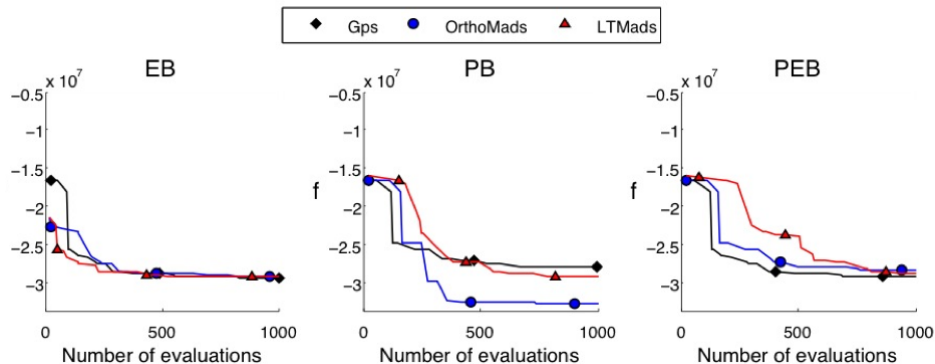 Gps OrthoMads LTMads
EB PB PEB
x 10^7 x 10^7 x 10^7
−0.5 −0.5 −0.5
−1 −1 −1
−1.5 −1.5 −1.5
f f
−2 −2 −2
−2.5 −2.5 −2.5
−3 −3 −3
0 500 1000 0 500 1000 0 500 1000
Number of evaluations Number of evaluations Number of evaluations